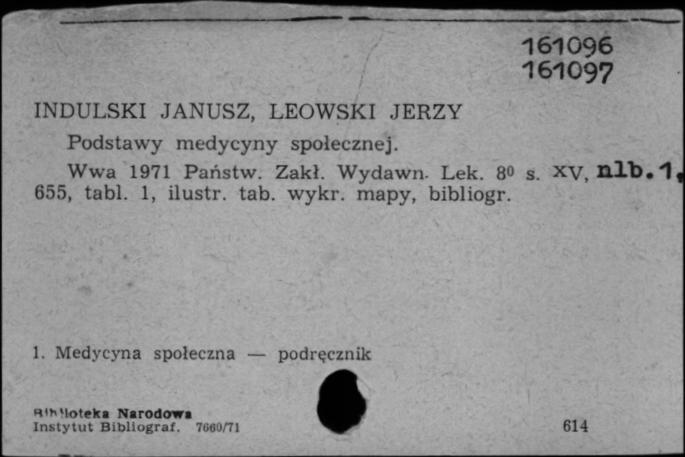 161096
161097
INDULSKI JANUSZ, LEOWSKI JERZY
Podstawy medycyny społecznej.
Wwa 1971 Państw. Zakł. Wydawn. Lek. 8⁰ s. XV, nlb. 1,
655, tabl. 1, ilustr. tab. wykr. mapy, bibliogr.
1. Medycyna społeczna — podręcznik
Biblioteka Narodowa
Instytut Bibliograf. 7660/71
614